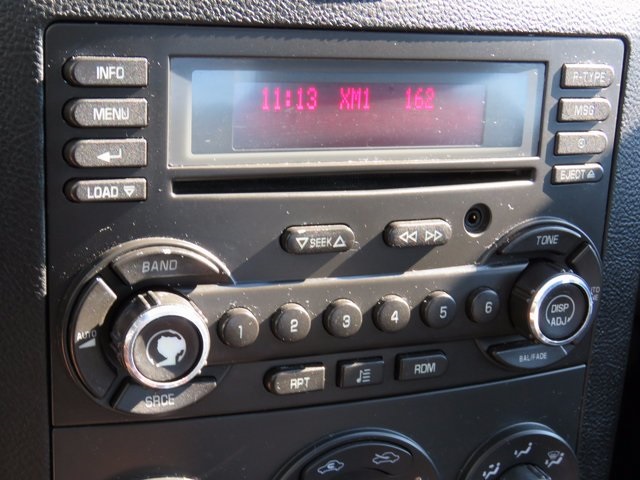 11:13 XM1 162
INFO
MENU
LOAD
P-TYPE
MSG
EJECT
SEEK
BAND
TONE
AUTO
1 2 3 4 5 6
DISP
ADJ
SRCE
RPT
RDM
BAL/FADE